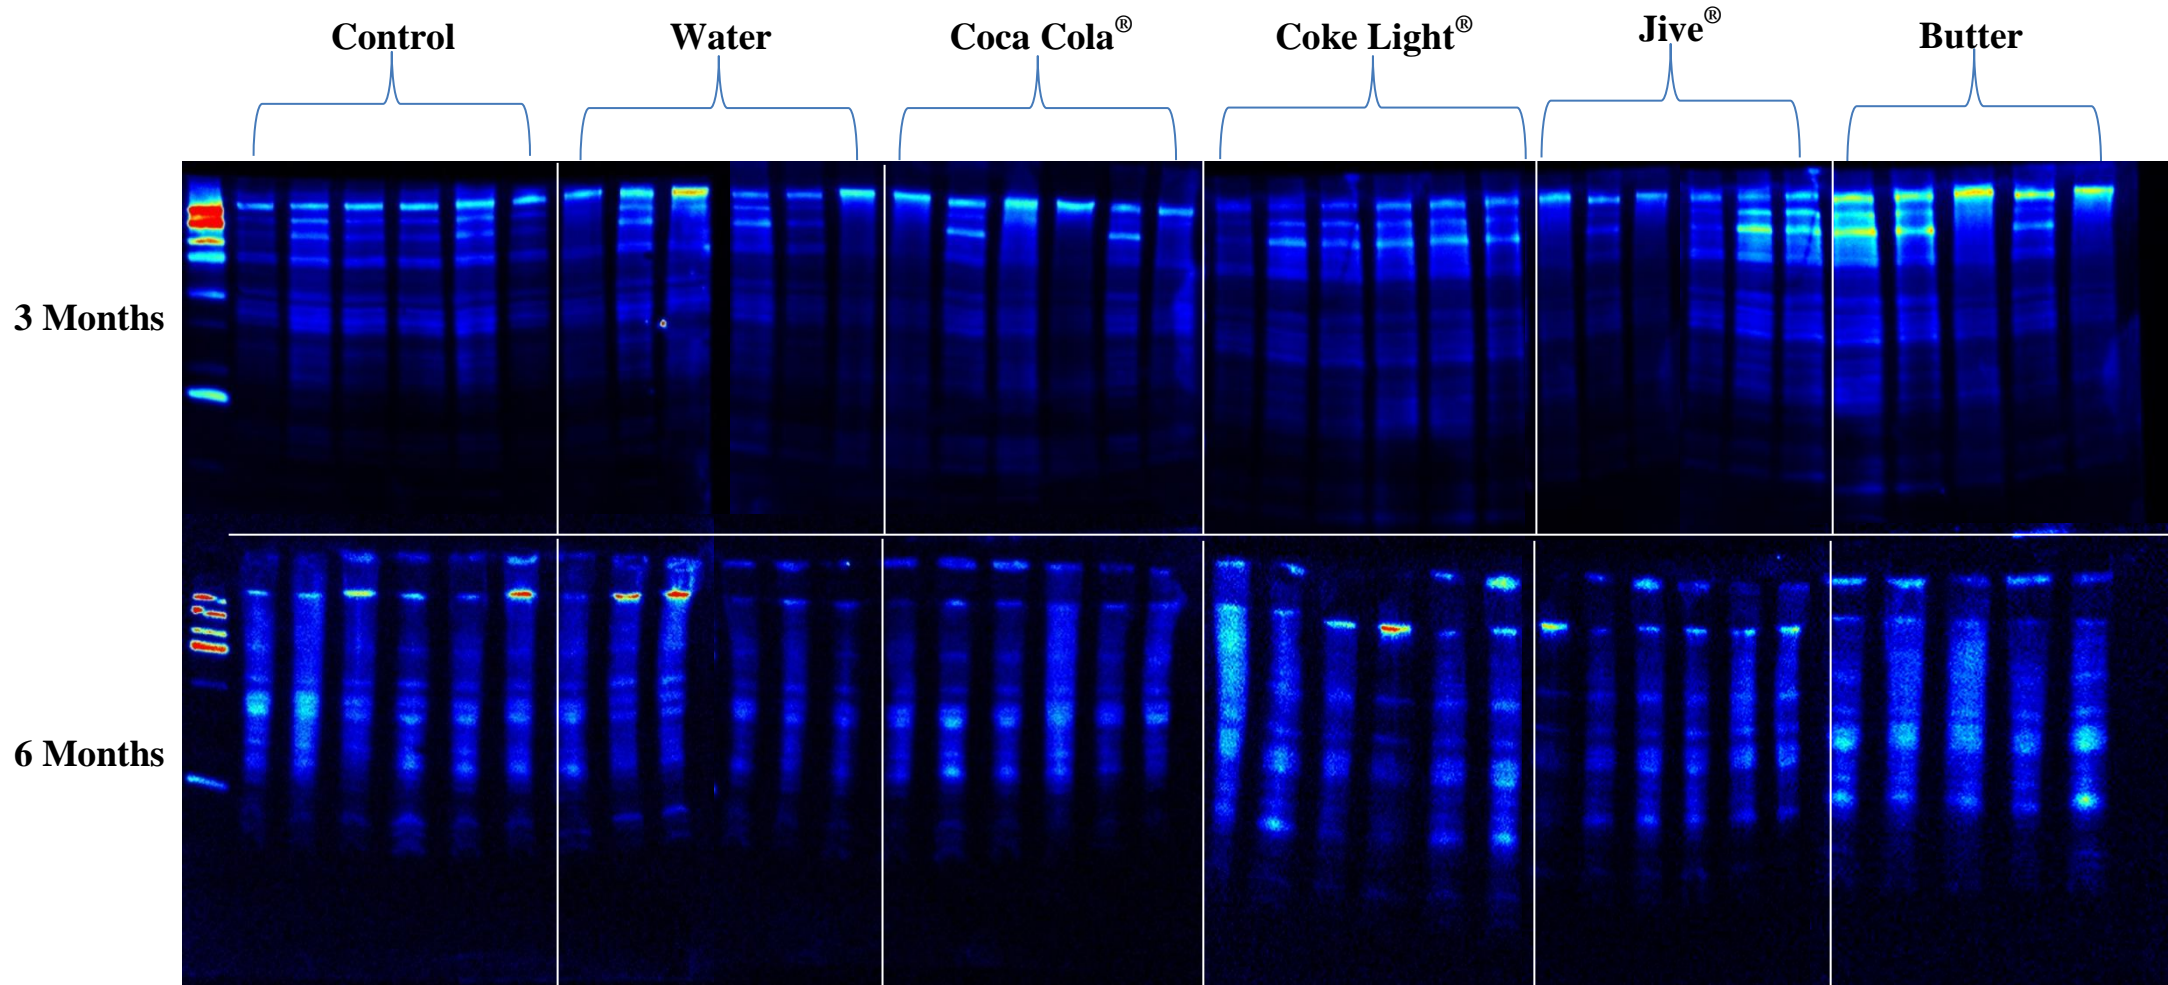 Control
Water
Coca Cola®
Coke Light®
Jive®
Butter
3 Months
6 Months